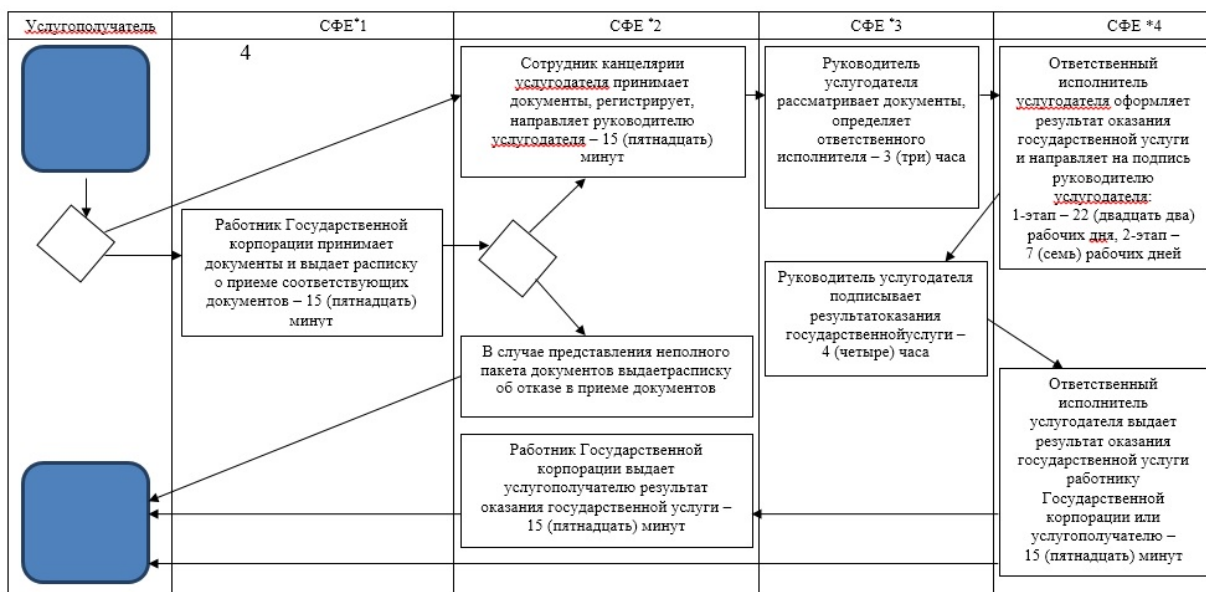 Услугополучатель
СФЕ*1
СФЕ *2
СФЕ *3
СФЕ *4
4
Сотрудник канцелярии
услугодателя принимает
документы, регистрирует,
направляет руководителю
услугодателя – 15 (пятнадцать)
минут
Руководитель
услугодателя
рассматривает документы,
определяет
ответственного
исполнителя – 3 (три) часа
Ответственный
исполнитель
услугодателя оформляет
результат оказания
государственной услуги
и направляет на подпись
руководителю
услугодателя:
1-этап – 22 (двадцать два)
рабочих дня, 2-этап –
7 (семь) рабочих дней
Работник Государственной
корпорации принимает
документы и выдает расписку
о приеме соответствующих
документов – 15 (пятнадцать)
минут
Руководитель услугодателя
подписывает
результатоказания
государственнойуслуги –
4 (четыре) часа
В случае представления неполного
пакета документов выдаетрасписку
об отказе в приеме документов
Ответственный
исполнитель
услугодателя выдает
результат оказания
государственной услуги
работнику
Государственной
корпорации или
услугополучателю –
15 (пятнадцать) минут
Работник Государственной
корпорации выдает
услугополучателю результат
оказания государственной услуги –
15 (пятнадцать) минут